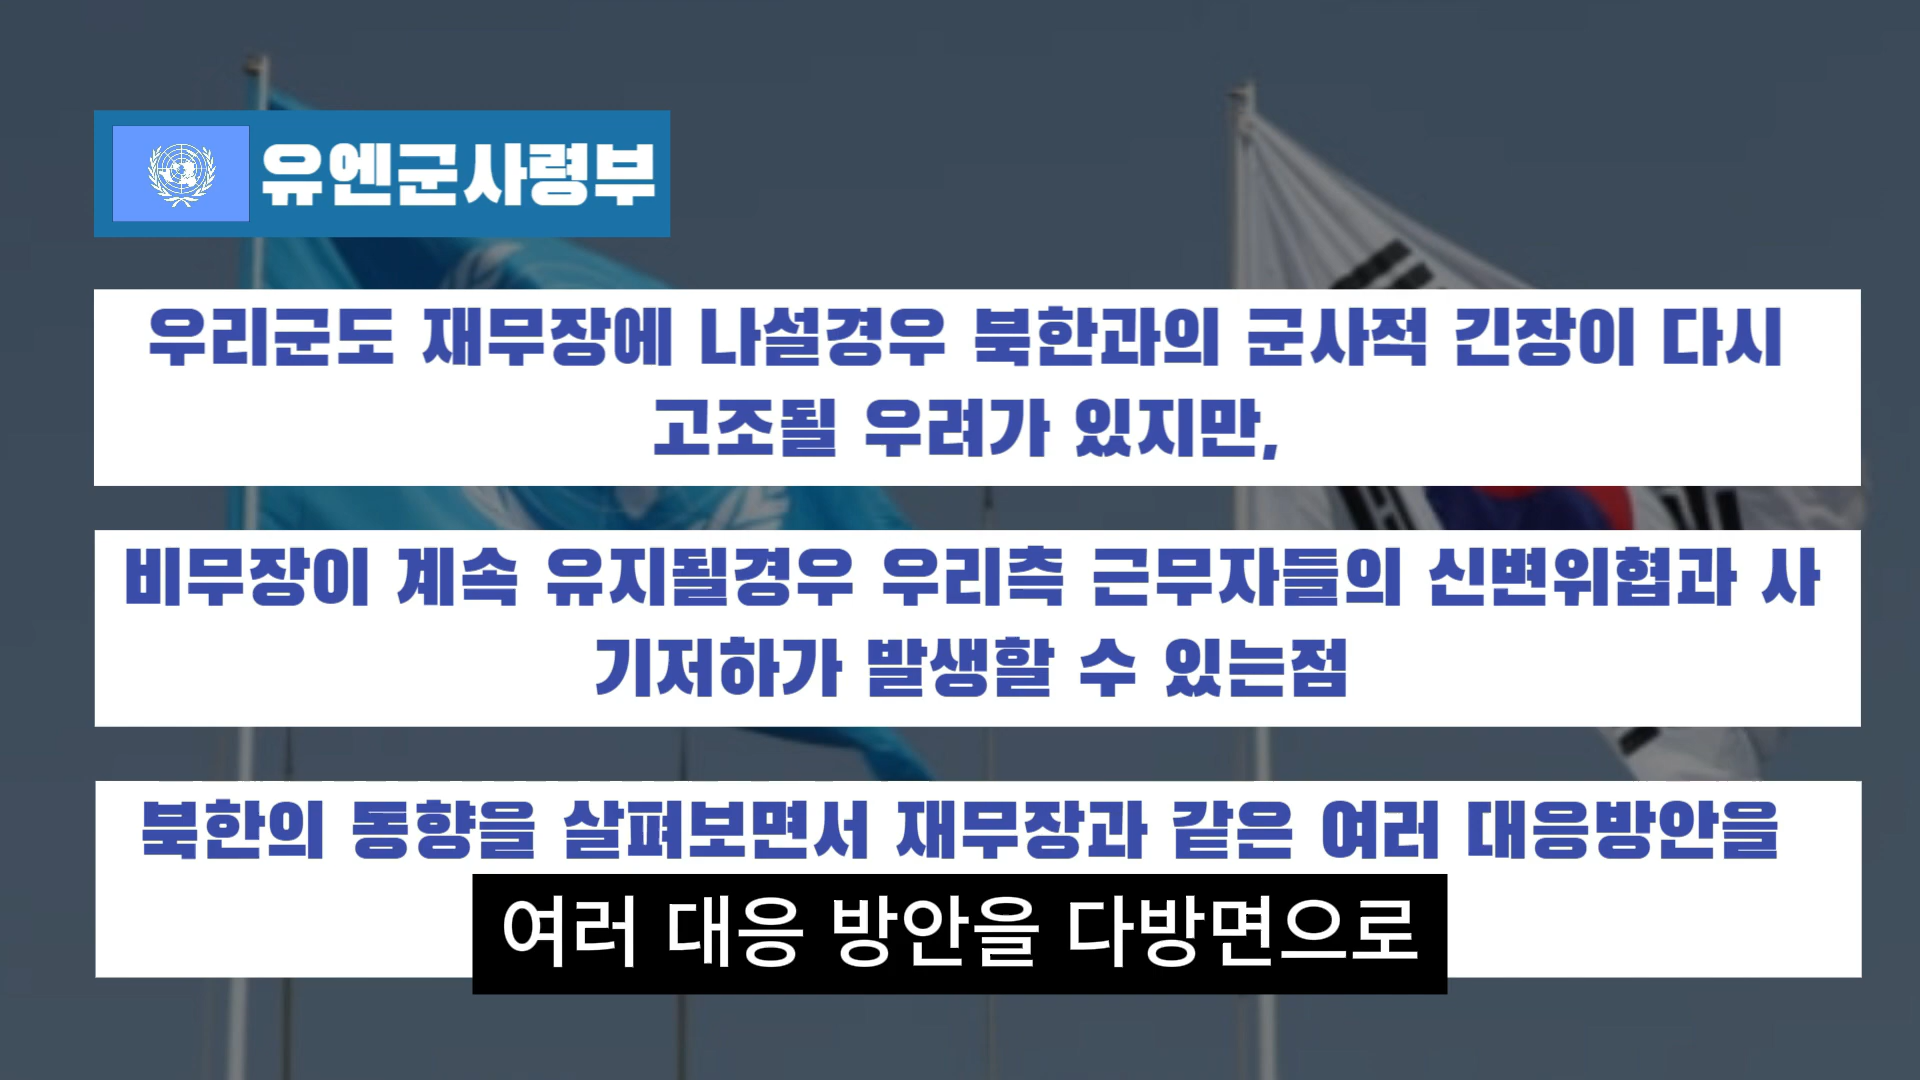 유엔군사령부
우리군도 재무장에 나설경우 북한과의 군사적 긴장이 다시
고조될 우려가 있지만,
비무장이 계속 유지될경우 우리측 근무자들의 신변위협과 사
기저하가 발생할 수 있는점
북한의 동향을 살펴보면서 재무장과 같은 여러 대응방안을
여러 대응 방안을 다방면으로